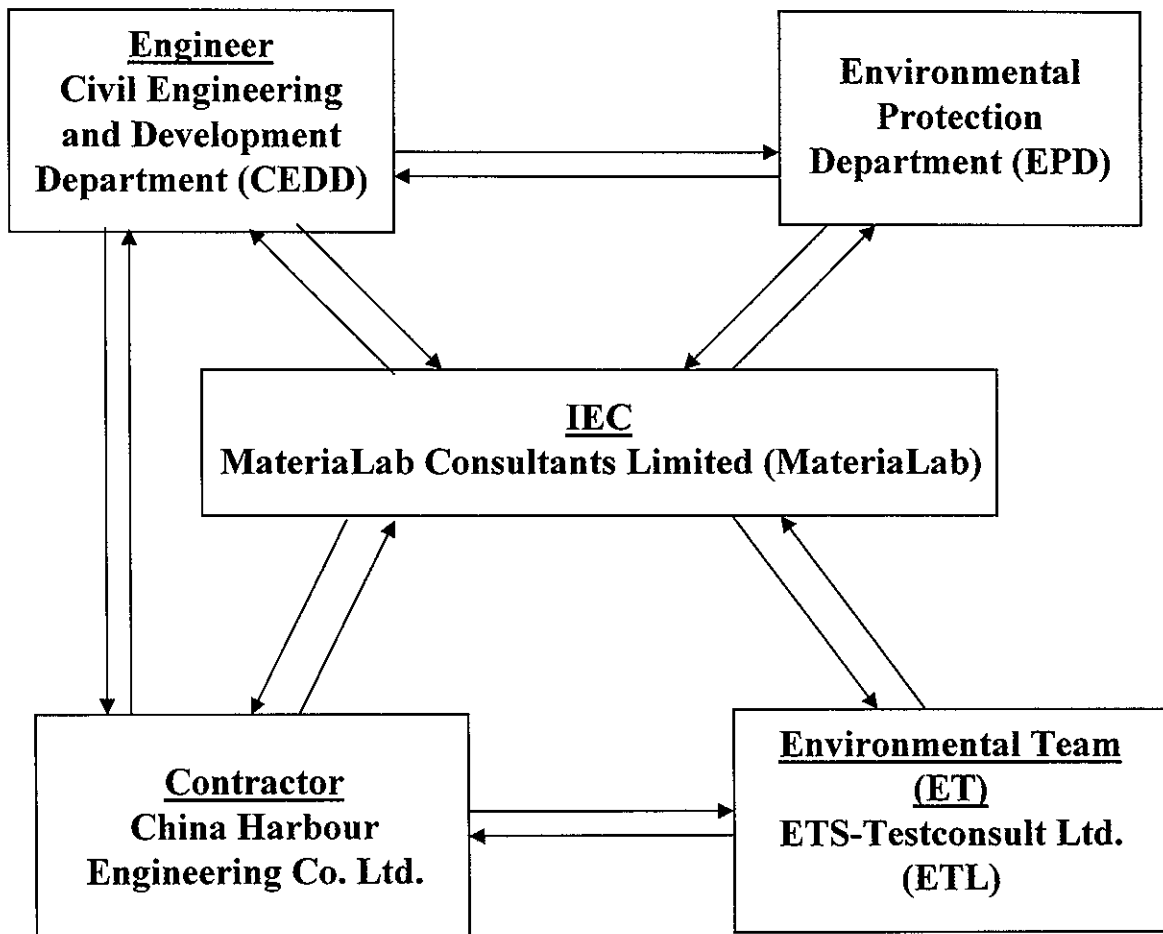 Engineer
Civil Engineering
and Development
Department (CEDD)
Environmental
Protection
Department (EPD)
IEC
MateriaLab Consultants Limited (MateriaLab)
Contractor
China Harbour
Engineering Co. Ltd.
Environmental Team
(ET)
ETS-Testconsult Ltd.
(ETL)